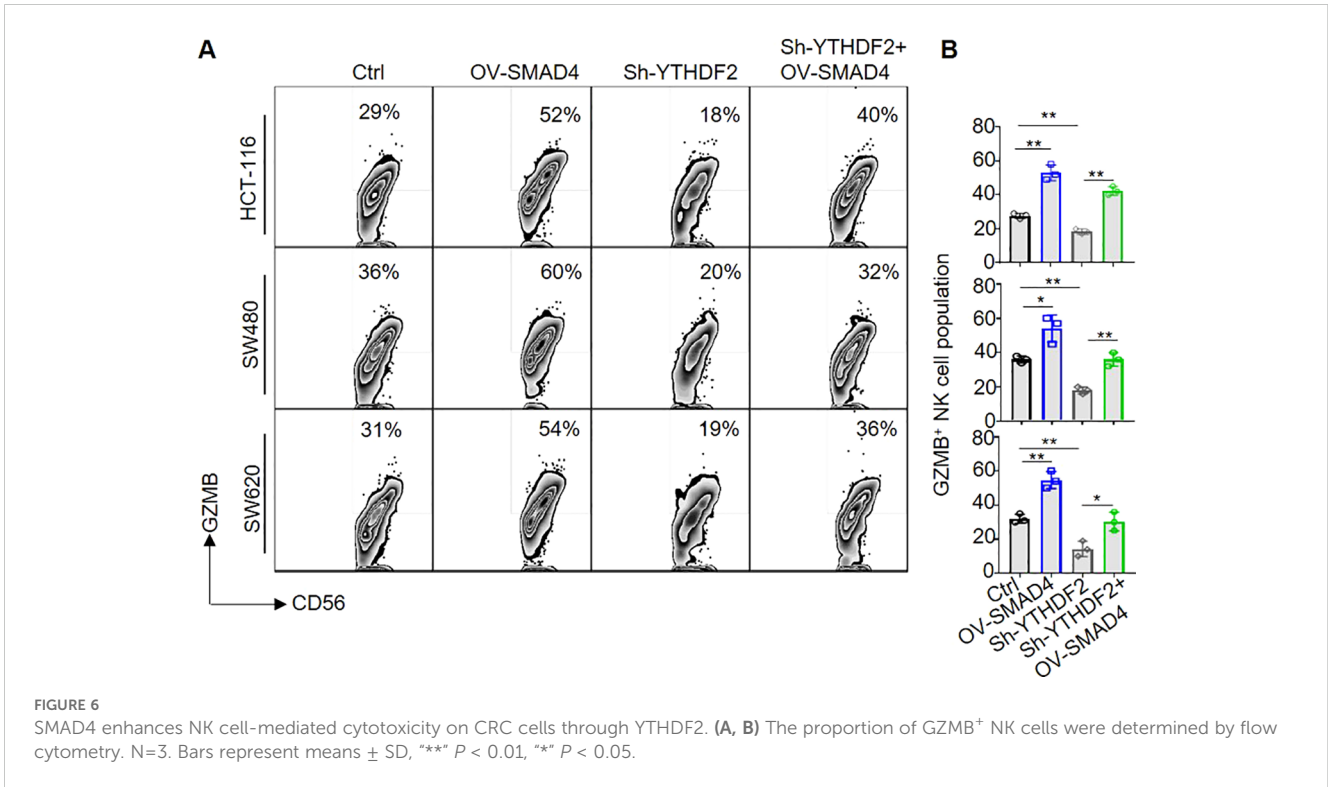 A
B
Sh-YTHDF2+
Ctrl OV-SMAD4 Sh-YTHDF2 OV-SMAD4
HCT-116
29% 52% 18% 40%
SW480
36% 60% 20% 32%
SW620
31% 54% 19% 36%
GZMB
CD56
GZMB+ NK cell population
80
60
40
20
0
**
**
**
80
60
40
20
0
**
*
**
80
60
40
20
0
**
**
*
Ctrl
OV-SMAD4
Sh-YTHDF2
Sh-YTHDF2+
OV-SMAD4
FIGURE 6
SMAD4 enhances NK cell-mediated cytotoxicity on CRC cells through YTHDF2. (A, B) The proportion of GZMB+ NK cells were determined by flow
cytometry. N=3. Bars represent means ± SD, “**” P < 0.01, “*” P < 0.05.